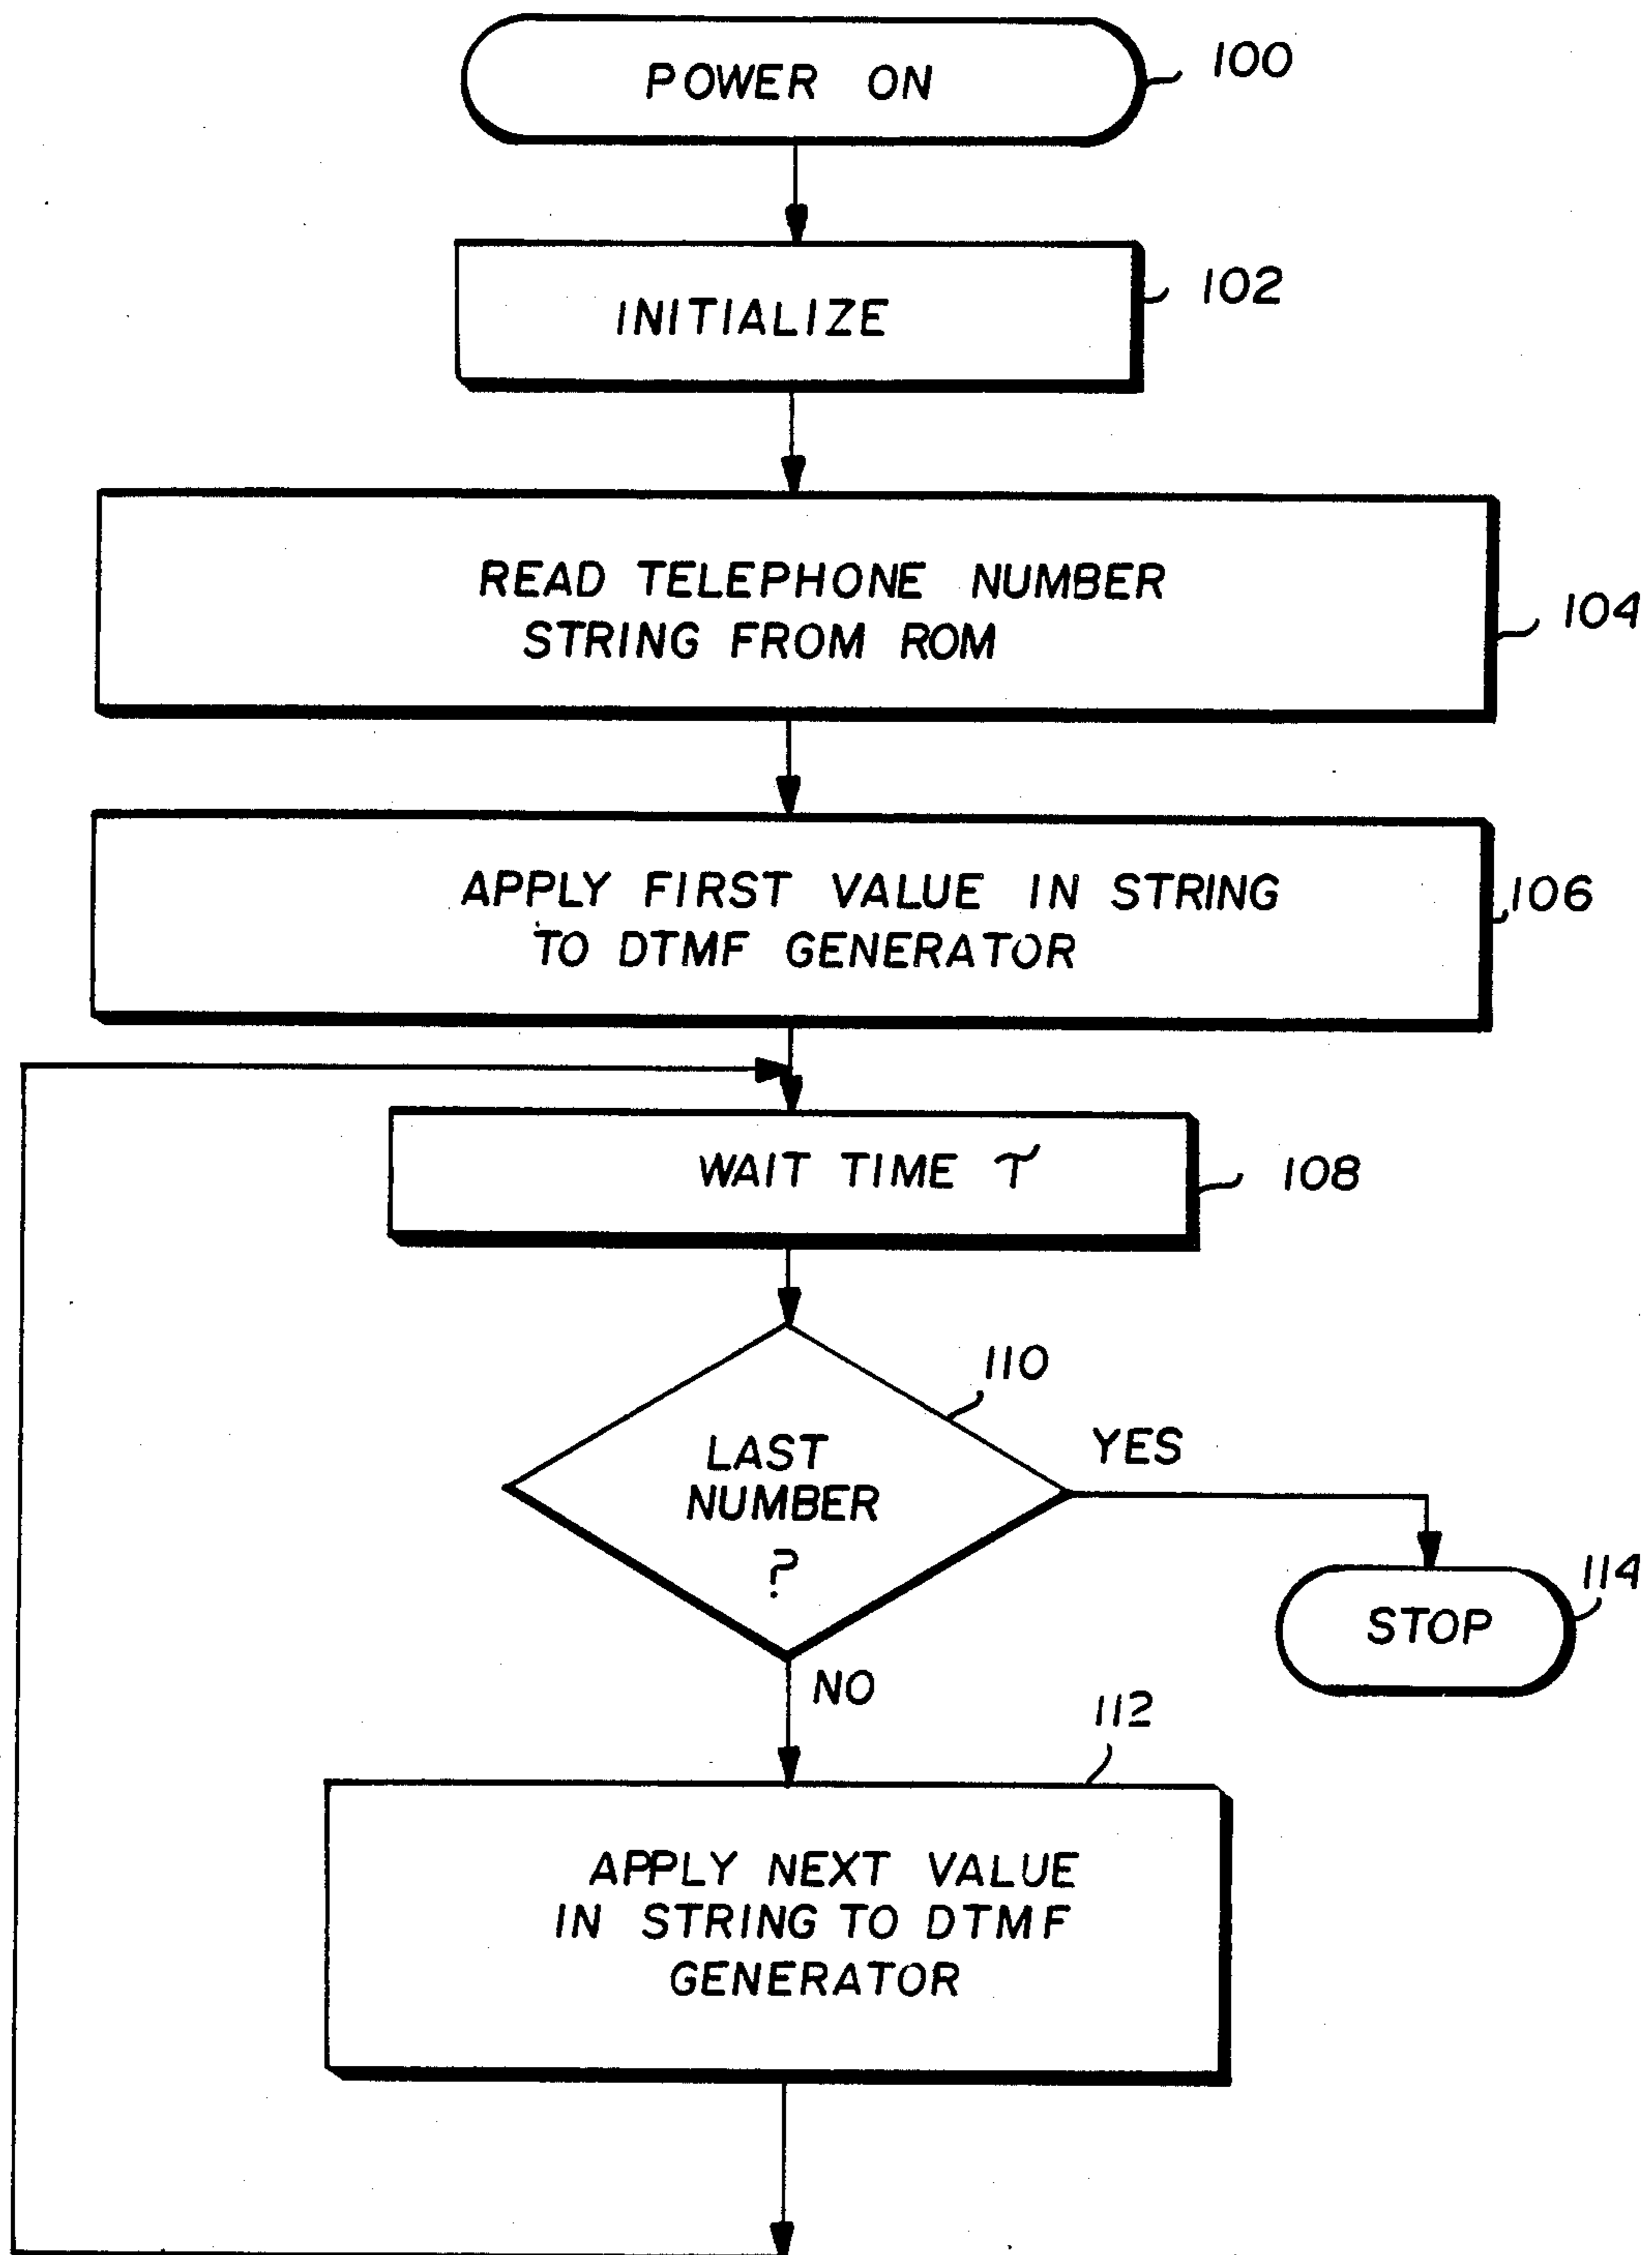 POWER ON
100
INITIALIZE
102
READ TELEPHONE NUMBER
STRING FROM ROM
104
APPLY FIRST VALUE IN STRING
TO DTMF GENERATOR
106
WAIT TIME τ
108
110
LAST
NUMBER
?
YES
STOP
114
NO
112
APPLY NEXT VALUE
IN STRING TO DTMF
GENERATOR